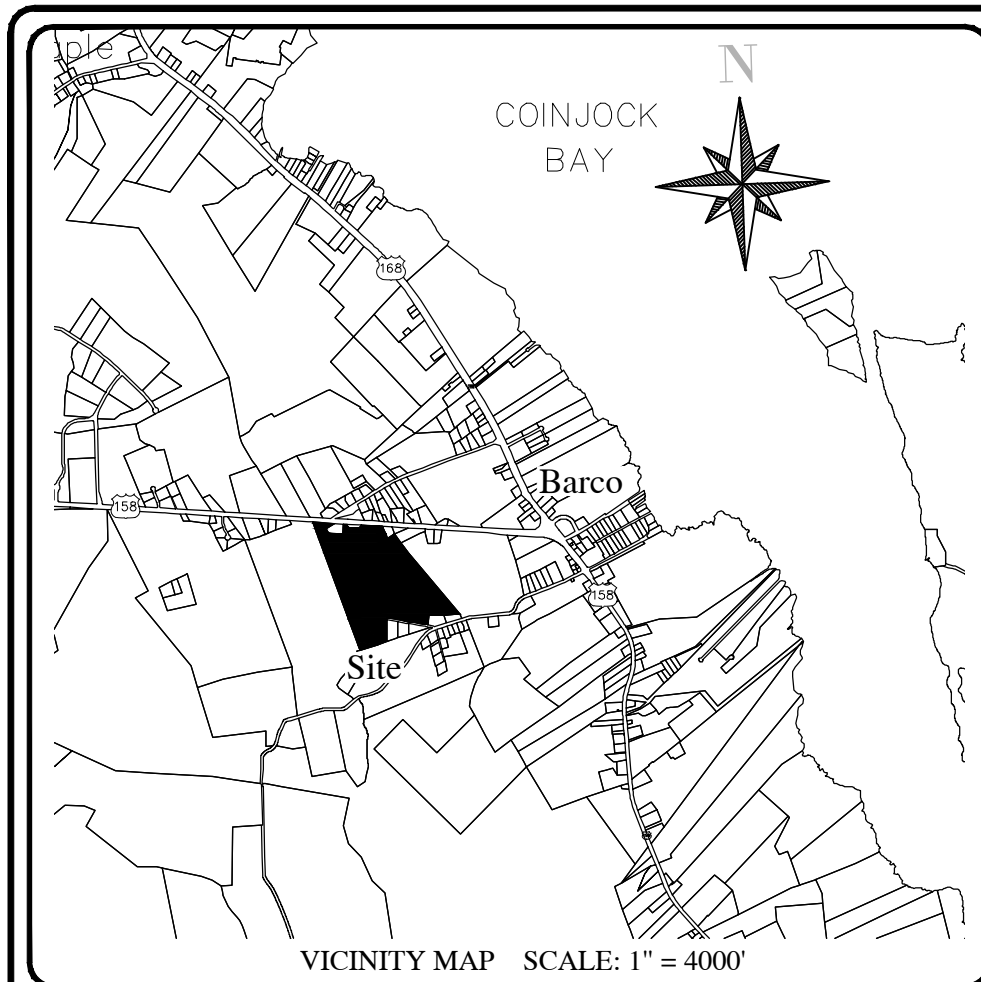 N
COINJOCK
BAY
168
Barco
158
158
Site
VICINITY MAP SCALE: 1" = 4000'